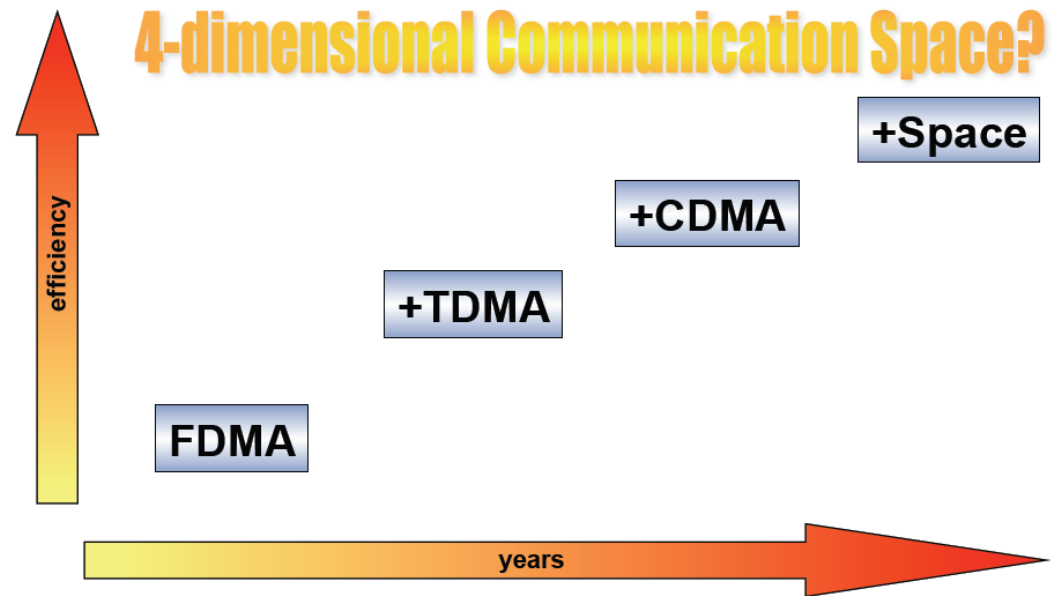 4-dimensional Communication Space?
+Space
+CDMA
efficiency
+TDMA
FDMA
years